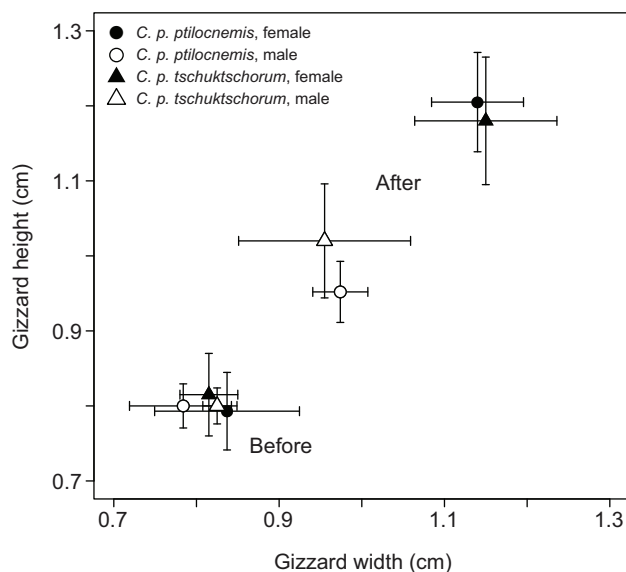 1.3
C. p. ptilocnemis, female
C. p. ptilocnemis, male
C. p. tschuktschorum, female
C. p. tschuktschorum, male
After
1.1
Gizzard height (cm)
0.9
Before
0.7
0.7 0.9 1.1 1.3
Gizzard width (cm)